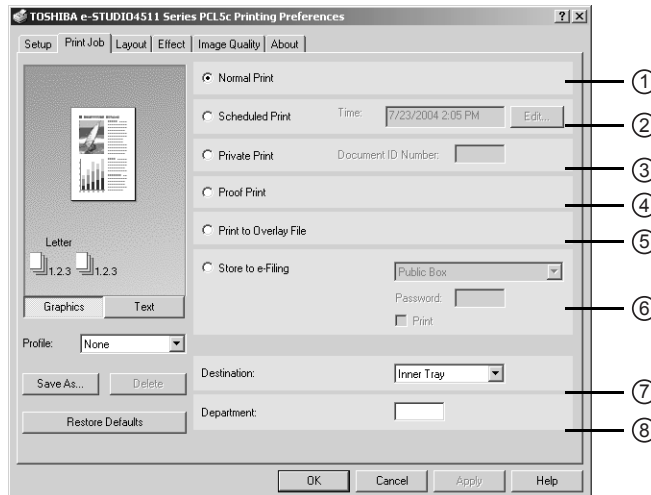 TOSHIBA e-STUDIO4511 Series PCL5c Printing Preferences
Setup Print Job Layout Effect Image Quality About
Normal Print
①
Scheduled Print Time: 7/23/2004 2:05 PM Edit...
②
Private Print Document ID Number:
③
Proof Print
④
Print to Overlay File
⑤
Letter
1.2.3 1.2.3
Store to e-Filing Public Box
Password:
Print
⑥
Graphics Text
Profile: None
Save As... Delete
Restore Defaults
Destination: Inner Tray
⑦
Department:
⑧
OK Cancel Apply Help